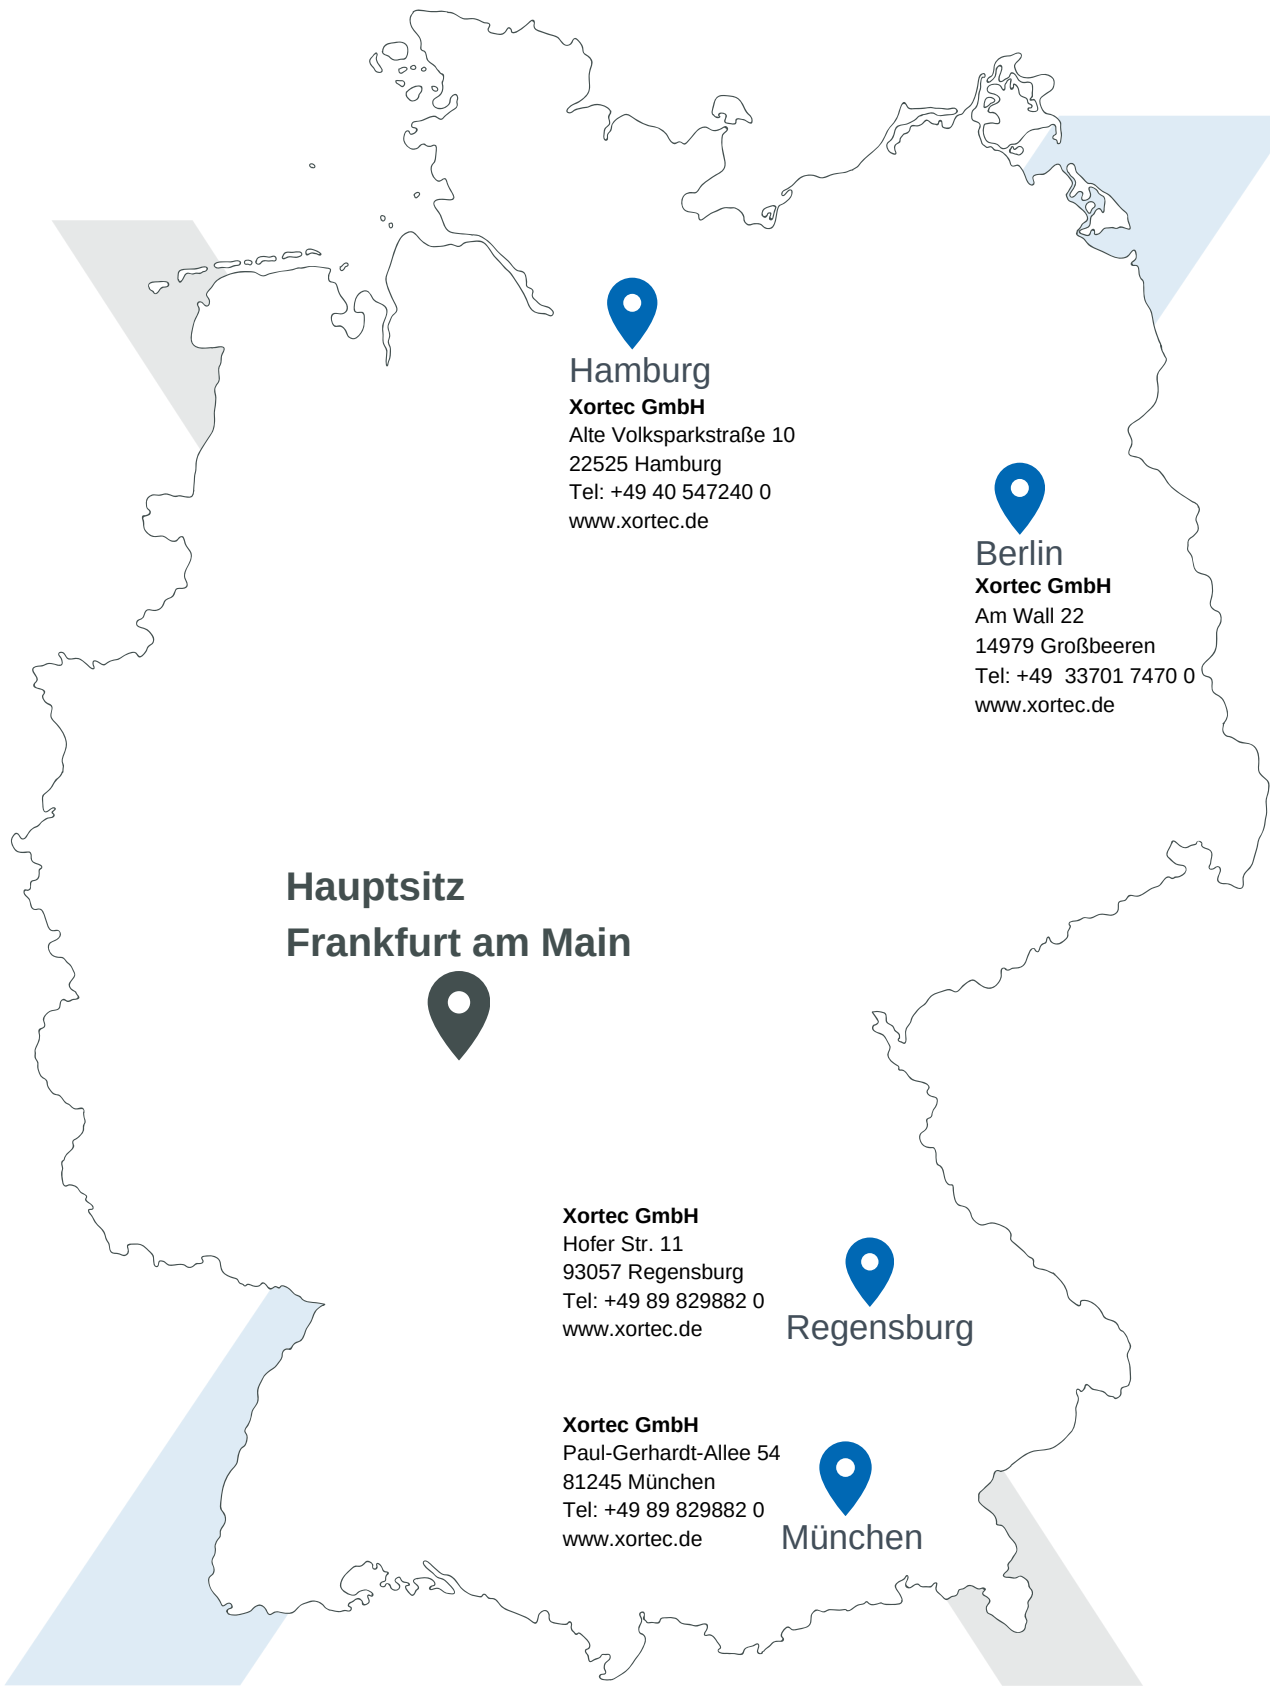 Hamburg
Xortec GmbH
Alte Volksparkstraße 10
22525 Hamburg
Tel: +49 40 547240 0
www.xortec.de
Berlin
Xortec GmbH
Am Wall 22
14979 Großbeeren
Tel: +49  33701 7470 0
www.xortec.de
Hauptsitz
Frankfurt am Main
Xortec GmbH
Hofer Str. 11
93057 Regensburg
Tel: +49 89 829882 0
www.xortec.de
Regensburg
Xortec GmbH
Paul-Gerhardt-Allee 54
81245 München
Tel: +49 89 829882 0
www.xortec.de
München